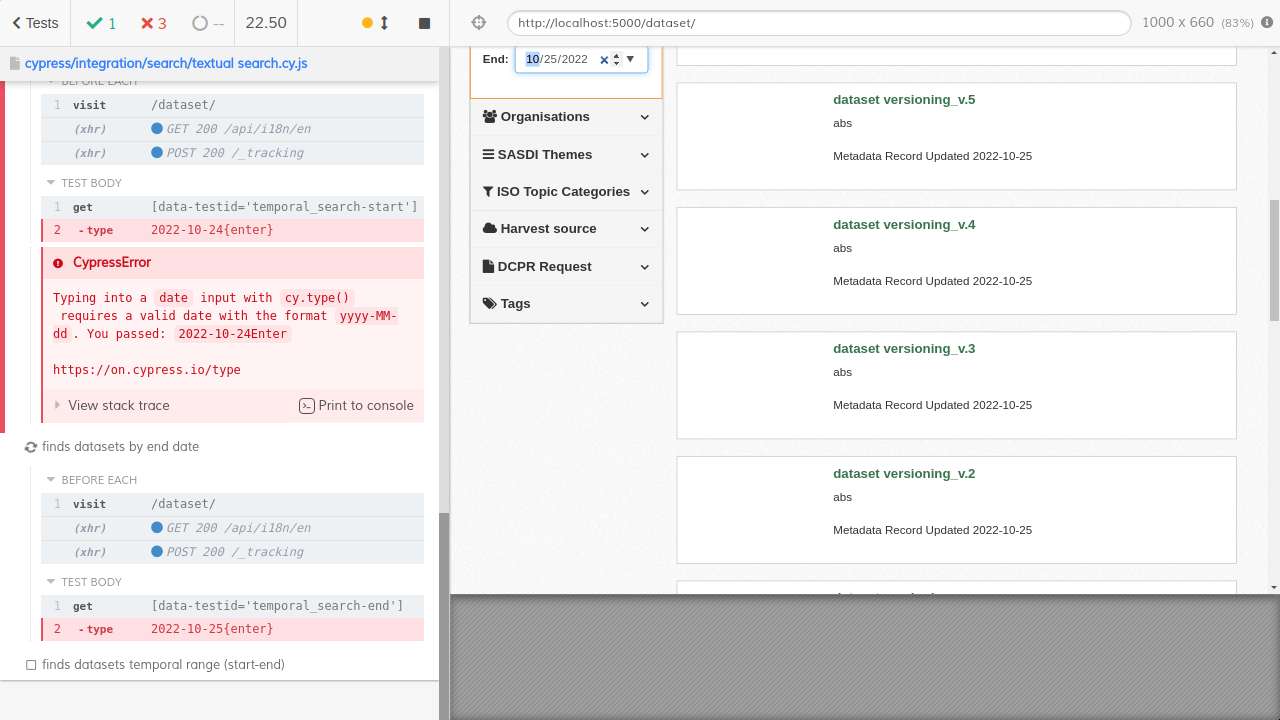 Tests
1
3
--
22.50
http://localhost:5000/dataset/
1000 x 660 (83%)
cypress/integration/search/textual search.cy.js
BEFORE EACH
1 visit /dataset/
(xhr) GET 200 /api/i18n/en
(xhr) POST 200 /_tracking
TEST BODY
1 get [data-testid='temporal_search-start']
2 - type 2022-10-24{enter}
CypressError
Typing into a date input with cy.type()
requires a valid date with the format yyyy-MM-
dd. You passed: 2022-10-24Enter
https://on.cypress.io/type
View stack trace
Print to console
finds datasets by end date
BEFORE EACH
1 visit /dataset/
(xhr) GET 200 /api/i18n/en
(xhr) POST 200 /_tracking
TEST BODY
1 get [data-testid='temporal_search-end']
2 - type 2022-10-25{enter}
finds datasets temporal range (start-end)
End: 10/25/2022
Organisations
SASDI Themes
ISO Topic Categories
Harvest source
DCPR Request
Tags
dataset versioning_v.5
abs
Metadata Record Updated 2022-10-25
dataset versioning_v.4
abs
Metadata Record Updated 2022-10-25
dataset versioning_v.3
abs
Metadata Record Updated 2022-10-25
dataset versioning_v.2
abs
Metadata Record Updated 2022-10-25